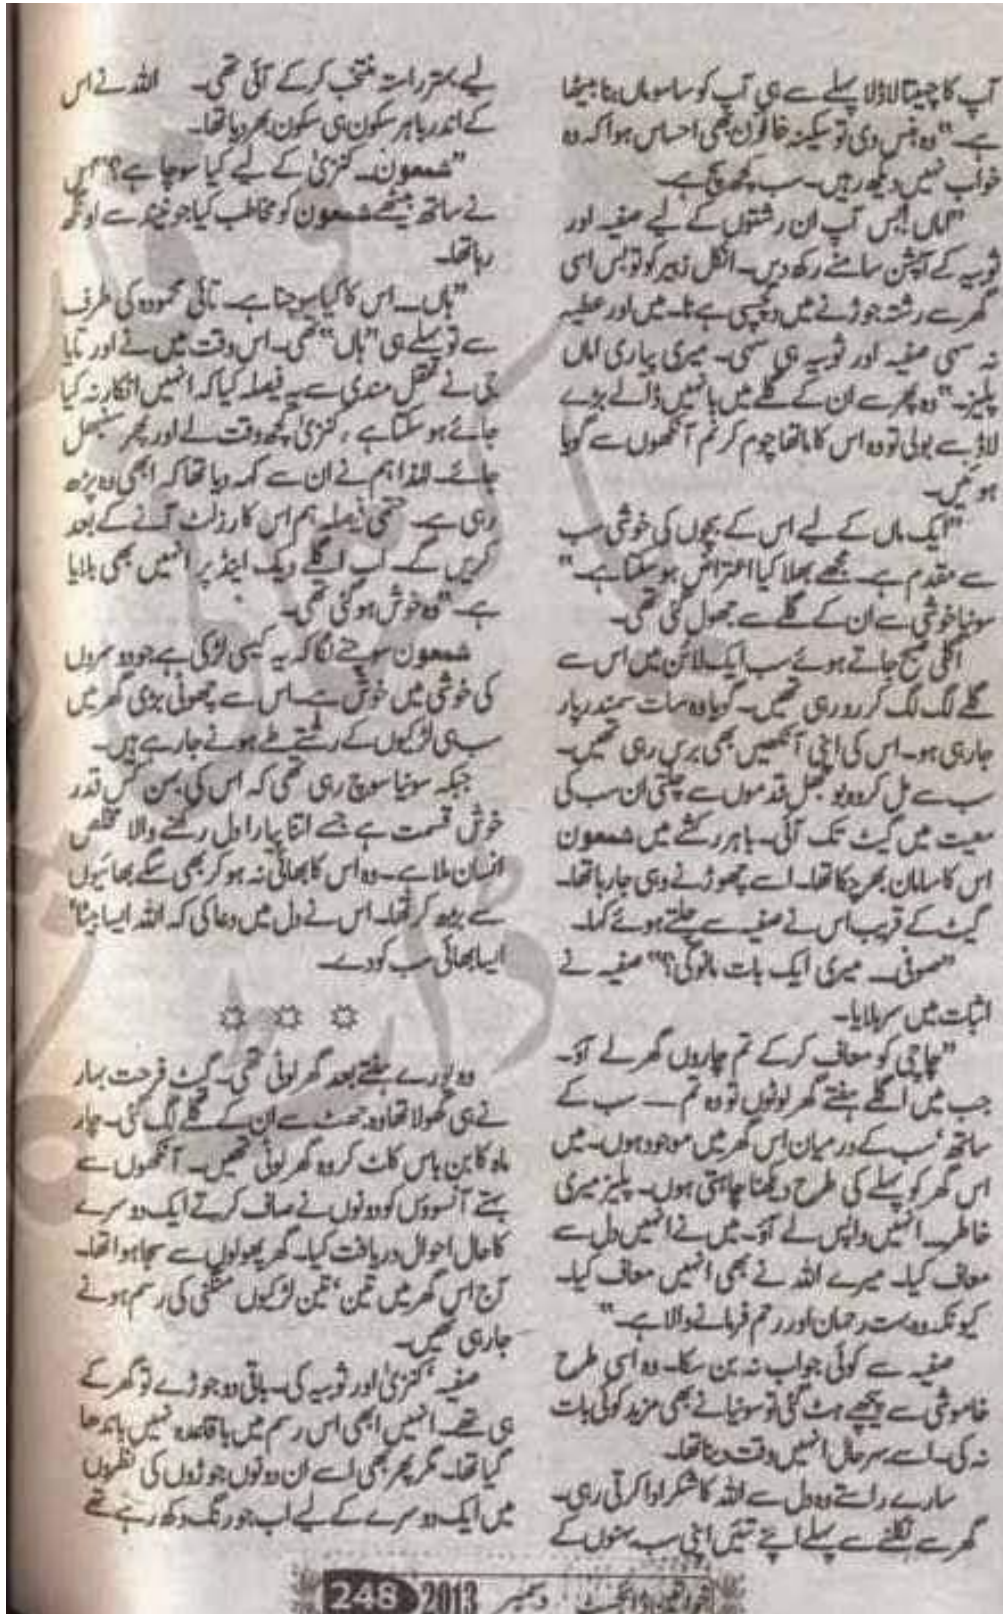 آپ کا چہیتا لاڈلا پہلے سے ہی آپ کو ساسو ماں بنا بیٹھا
ہے۔" وہ ہنس دی تو سکینہ خاتون بھی احساس ہوا کہ وہ
خواب نہیں دیکھ رہیں۔ سب کچھ سچ ہے۔
"اماں! بس آپ ان رشتوں کے لیے صفیہ اور
ثوبیہ کے آپشن سامنے رکھ دیں۔ انکل زبیر کو تو بس اسی
گھر سے رشتہ جوڑنے میں دلچسپی ہے نا۔ میں اور عطیہ
نہ سہی صفیہ اور ثوبیہ ہی سہی۔ میری پیاری اماں
پلیز۔" وہ پھر سے ان کے گلے میں بانہیں ڈالے بڑے
لاڈ سے بولی تو وہ اس کا ماتھا چوم کر نم آنکھوں سے گویا
ہوئیں۔
"ایک ماں کے لیے اس کے بچوں کی خوشی سب
سے مقدم ہے۔ مجھے بھلا کیا اعتراض ہو سکتا ہے۔"
سونیا خوشی سے ان کے گلے سے جھول گئی تھی۔
اگلی صبح جاتے ہوئے سب ایک لائن میں اس سے
گلے لگ لگ کر رو رہی تھیں۔ گویا وہ سات سمندر پار
جا رہی ہو۔ اس کی اپنی آنکھیں بھی برس رہی تھیں۔
سب سے مل کر وہ بوجھل قدموں سے چلتی ان سب کی
معیت میں گیٹ تک آئی۔ باہر رکشے میں شمعون
اس کا سامان بھر چکا تھا۔ اسے چھوڑنے وہی جا رہا تھا۔
گیٹ کے قریب اس نے صفیہ سے چلتے ہوئے کہا۔
"صوفی۔ میری ایک بات مانو گی؟" صفیہ نے
اثبات میں سر ہلایا۔
"چاچی کو معاف کر کے تم چاروں گھر لے آؤ۔
جب میں اگلے ہفتے گھر لوٹوں تو وہ تم ۔۔۔ سب کے
ساتھ' سب کے درمیان اس گھر میں موجود ہوں۔ میں
اس گھر کو پہلے کی طرح دیکھنا چاہتی ہوں۔ پلیز میری
خاطر۔ انہیں واپس لے آؤ۔ میں نے انہیں دل سے
معاف کیا۔ میرے اللہ نے بھی انہیں معاف کیا۔
کیونکہ وہ بہت رحمان اور رحم فرمانے والا ہے۔"
صفیہ سے کوئی جواب نہ بن سکا۔ وہ اسی طرح
خاموشی سے پیچھے ہٹ گئی تو سونیا نے بھی مزید کوئی بات
نہ کی۔ اسے سرحال انہیں وقت دینا تھا۔
سارے راستے وہ دل سے اللہ کا شکر ادا کرتی رہی۔
گھر سے نکلنے سے پہلے اپنے تئیں اپنی سب بہنوں کے
لیے بہتر راستہ منتخب کر کے آئی تھی۔ اللہ نے اس
کے اندر باہر سکون ہی سکون بھر دیا تھا۔
"شمعون۔ کنزیٰ کے لیے کیا سوچا ہے؟"
نے ساتھ بیٹھے شمعون کو مخاطب کیا جو نیند سے اونگھ
رہا تھا۔
"ہاں۔ اس کا کیا سوچنا ہے۔ تائی محمودہ کی طرف
سے تو پہلے ہی "ہاں" تھی۔ اس وقت میں نے اور تایا
جی نے عقل مندی سے یہ فیصلہ کیا کہ انہیں انکار نہ کیا
جائے ہو سکتا ہے، کنزیٰ کچھ وقت لے اور پھر سنبھل
جائے۔ لہٰذا ہم نے ان سے کہہ دیا تھا کہ ابھی وہ پڑھ
رہی ہے۔ حتمی فیصلہ ہم اس کا رزلٹ آنے کے بعد
کریں گے۔ اب اگلے ویک اینڈ پر انہیں بھی بلایا
ہے۔" وہ خوش ہو گئی تھی۔
شمعون سوچنے لگا کہ یہ کیسی لڑکی ہے جو دوسروں
کی خوشی میں خوش ہے۔ اس سے چھوٹی بڑی گھر میں
سب ہی لڑکیوں کے رشتے طے ہونے جا رہے ہیں۔
جبکہ سونیا سوچ رہی تھی کہ اس کی بہن کس قدر
خوش قسمت ہے جسے اتنا پیارا دل رکھنے والا مخلص
انسان ملا ہے۔ وہ اس کا بھائی نہ ہو کر بھی سگے بھائیوں
سے بڑھ کر تھا۔ اس نے دل میں دعا کی کہ اللہ ایسا بیٹا'
ایسا بھائی سب کو دے۔
☼ ☼ ☼
وہ پورے ہفتے بعد گھر لوٹی تھی۔ گیٹ فرحت بہار
نے ہی کھولا تھا وہ جھٹ سے ان کے گلے لگ گئی۔ چار
ماہ کا بن باس کاٹ کر وہ گھر لوٹی تھیں۔ آنکھوں سے
بہتے آنسوؤں کو دونوں نے صاف کرتے ایک دوسرے
کا حال احوال دریافت کیا۔ گھر پھولوں سے سجا ہوا تھا۔
آج اس گھر میں تین' تین لڑکیوں منگنی کی رسم ہونے
جا رہی تھیں۔
صفیہ' کنزیٰ اور ثوبیہ کی۔ باقی دو جوڑے تو گھر کے
ہی تھے۔ انہیں ابھی اس رسم میں باقاعدہ نہیں باندھا
گیا تھا۔ مگر پھر بھی اسے ان دونوں جوڑوں کی نظروں
میں ایک دوسرے کے لیے اب جو رنگ دکھ رہے تھے
خواتین ڈائجسٹ دسمبر 2013 248